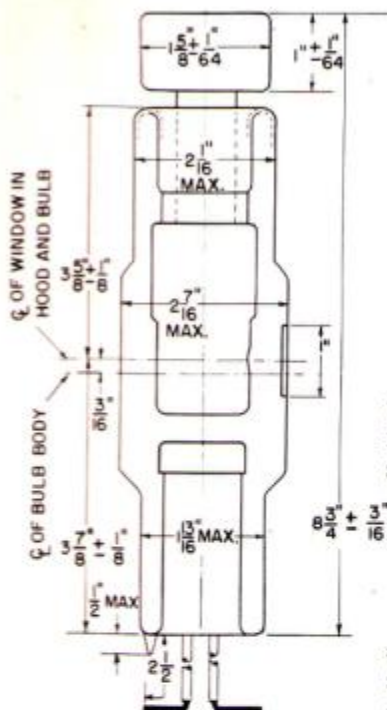 1 5/8" ± 1/64"
1" ± 1/64"
2 1/16"
MAX.
℄ OF WINDOW IN
HOOD AND BULB
3 5/8" ± 1/8"
2 7/16"
MAX.
1"
3/16"
℄ OF BULB BODY
3 7/8" ± 1/8"
1 3/16" MAX.
8 3/4" ± 3/16"
1/2" MAX
2 1/2